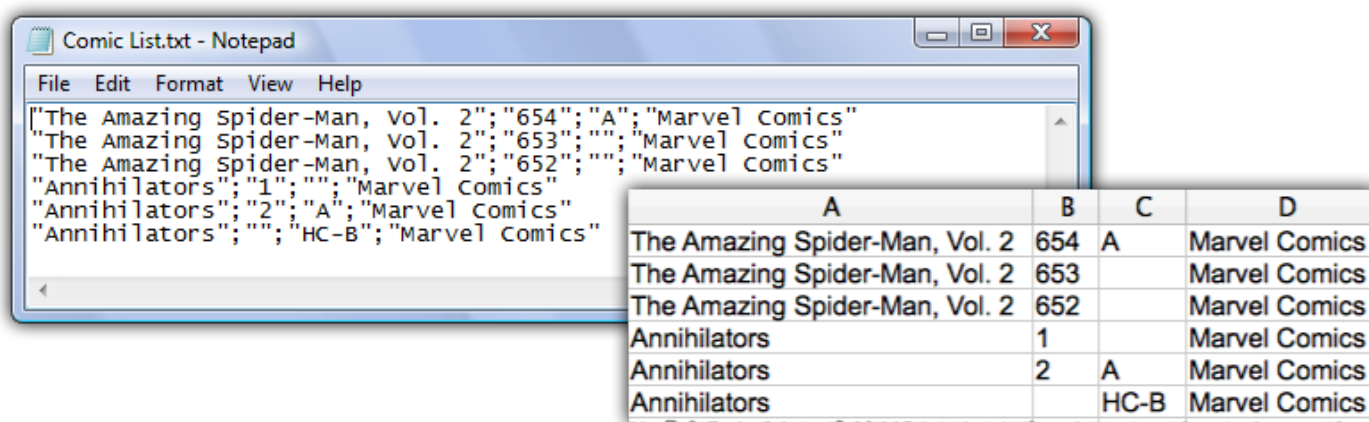 Comic List.txt - Notepad
File Edit Format View Help
"The Amazing Spider-Man, Vol. 2";"654";"A";"Marvel Comics"
"The Amazing Spider-Man, Vol. 2";"653";"";"Marvel Comics"
"The Amazing Spider-Man, Vol. 2";"652";"";"Marvel Comics"
"Annihilators";"1";"";"Marvel Comics"
"Annihilators";"2";"A";"Marvel Comics"
"Annihilators";"";"HC-B";"Marvel Comics"
A B C D
The Amazing Spider-Man, Vol. 2 654 A Marvel Comics
The Amazing Spider-Man, Vol. 2 653 Marvel Comics
The Amazing Spider-Man, Vol. 2 652 Marvel Comics
Annihilators 1 Marvel Comics
Annihilators 2 A Marvel Comics
Annihilators HC-B Marvel Comics